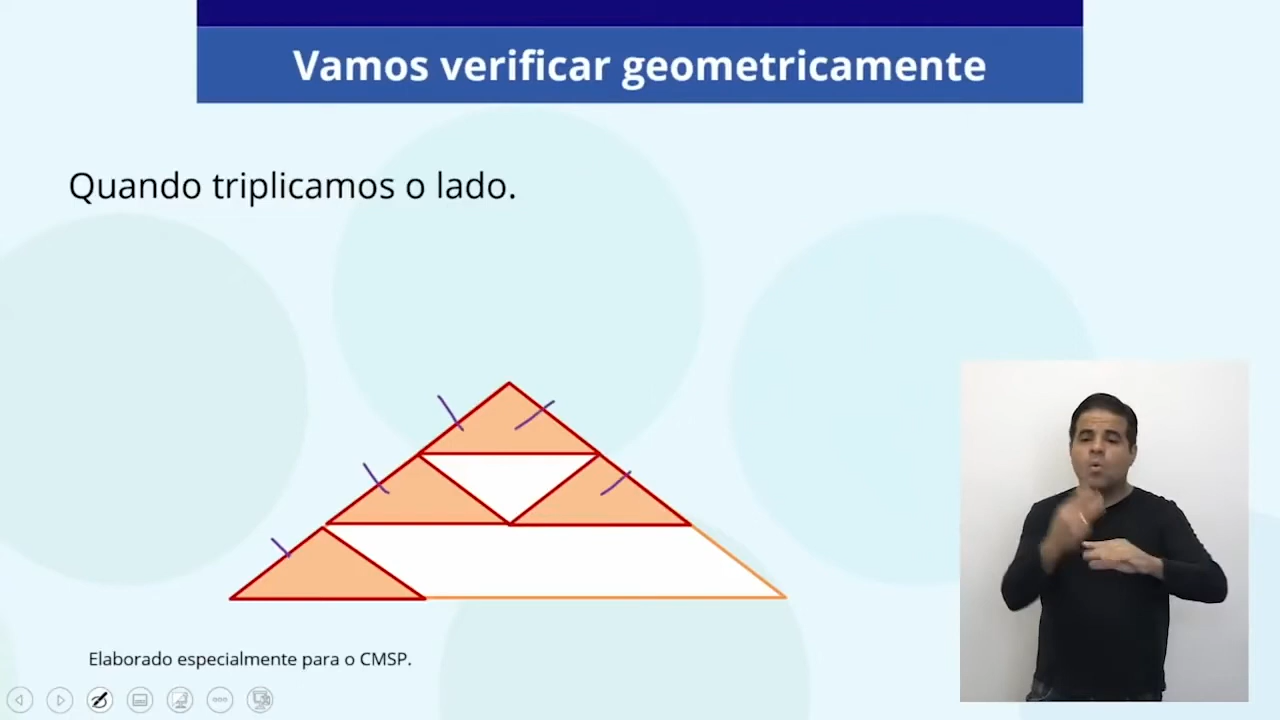 Vamos verificar geometricamente
Quando triplicamos o lado.
Elaborado especialmente para o CMSP.